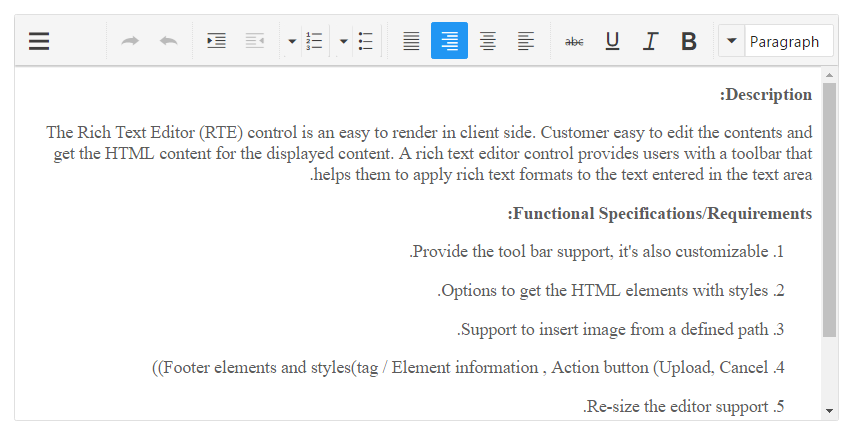 abc U I B Paragraph
:Description
The Rich Text Editor (RTE) control is an easy to render in client side. Customer easy to edit the contents and
get the HTML content for the displayed content. A rich text editor control provides users with a toolbar that
.helps them to apply rich text formats to the text entered in the text area
:Functional Specifications/Requirements
.Provide the tool bar support, it's also customizable .1
.Options to get the HTML elements with styles .2
.Support to insert image from a defined path .3
((Footer elements and styles(tag / Element information , Action button (Upload, Cancel .4
.Re-size the editor support .5